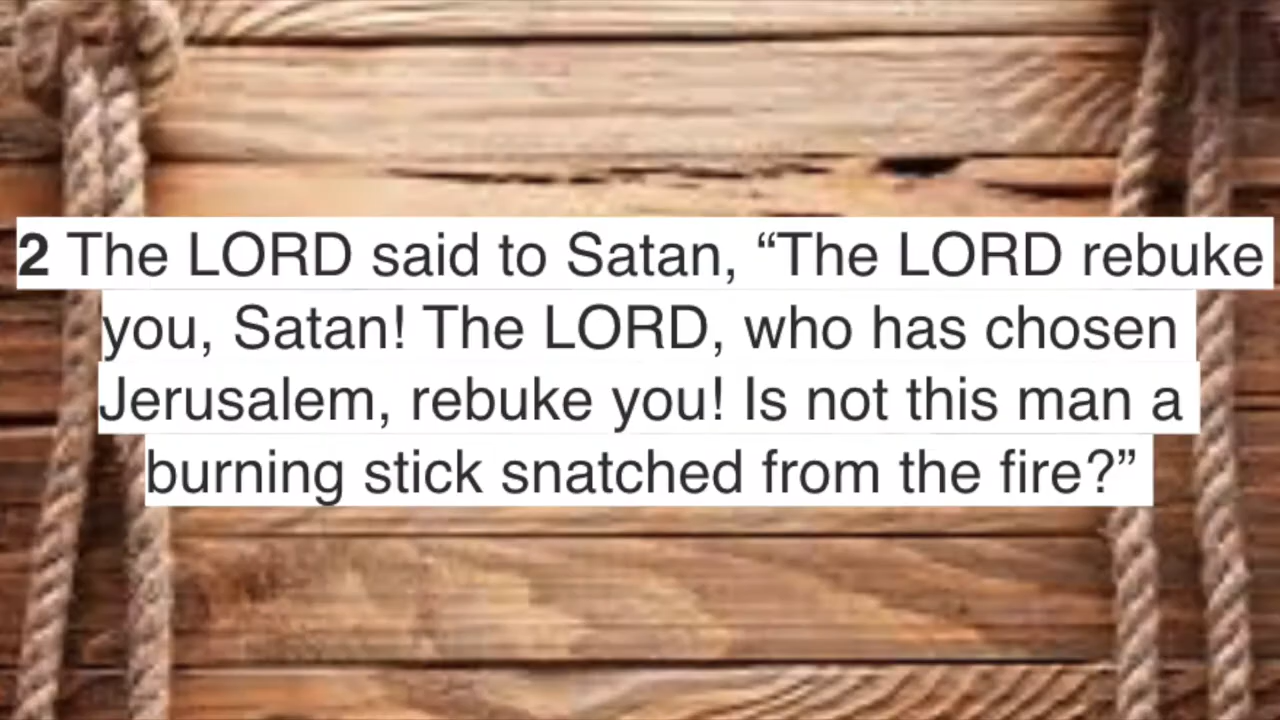 2 The LORD said to Satan, “The LORD rebuke
you, Satan! The LORD, who has chosen
Jerusalem, rebuke you! Is not this man a
burning stick snatched from the fire?”